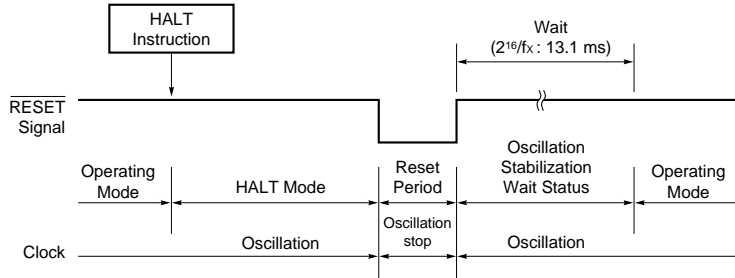 HALT
Instruction
Wait
(2¹⁶/fx : 13.1 ms)
RESET
Signal
Operating
Mode
HALT Mode
Reset
Period
Oscillation
Stabilization
Wait Status
Operating
Mode
Clock
Oscillation
Oscillation
stop
Oscillation